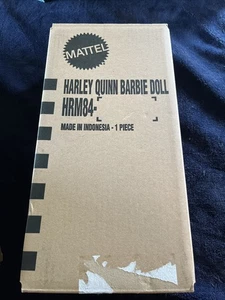 MATTEL
HARLEY QUINN BARBIE DOLL
HRM84-
MADE IN INDONESIA - 1 PIECE